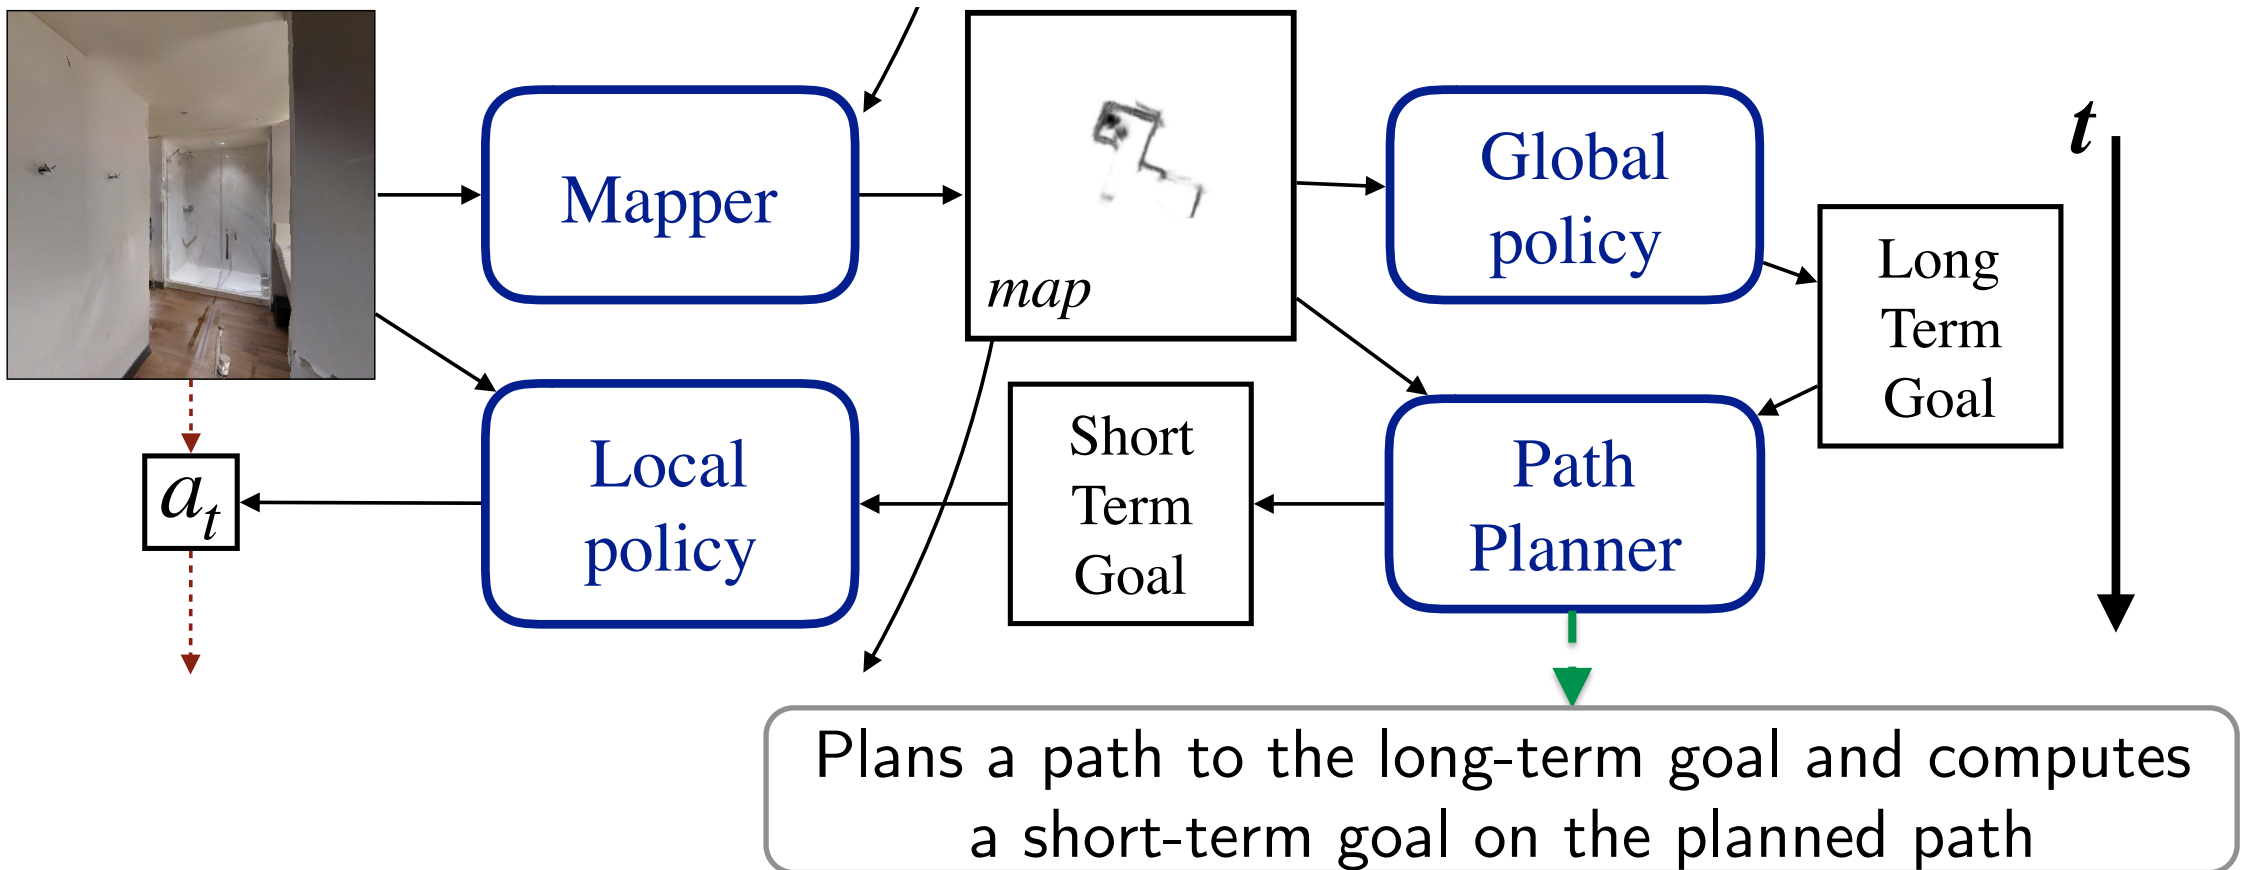 Mapper
map
Global
policy
t
Long
Term
Goal
Local
policy
Short
Term
Goal
Path
Planner
a_t
Plans a path to the long-term goal and computes
a short-term goal on the planned path